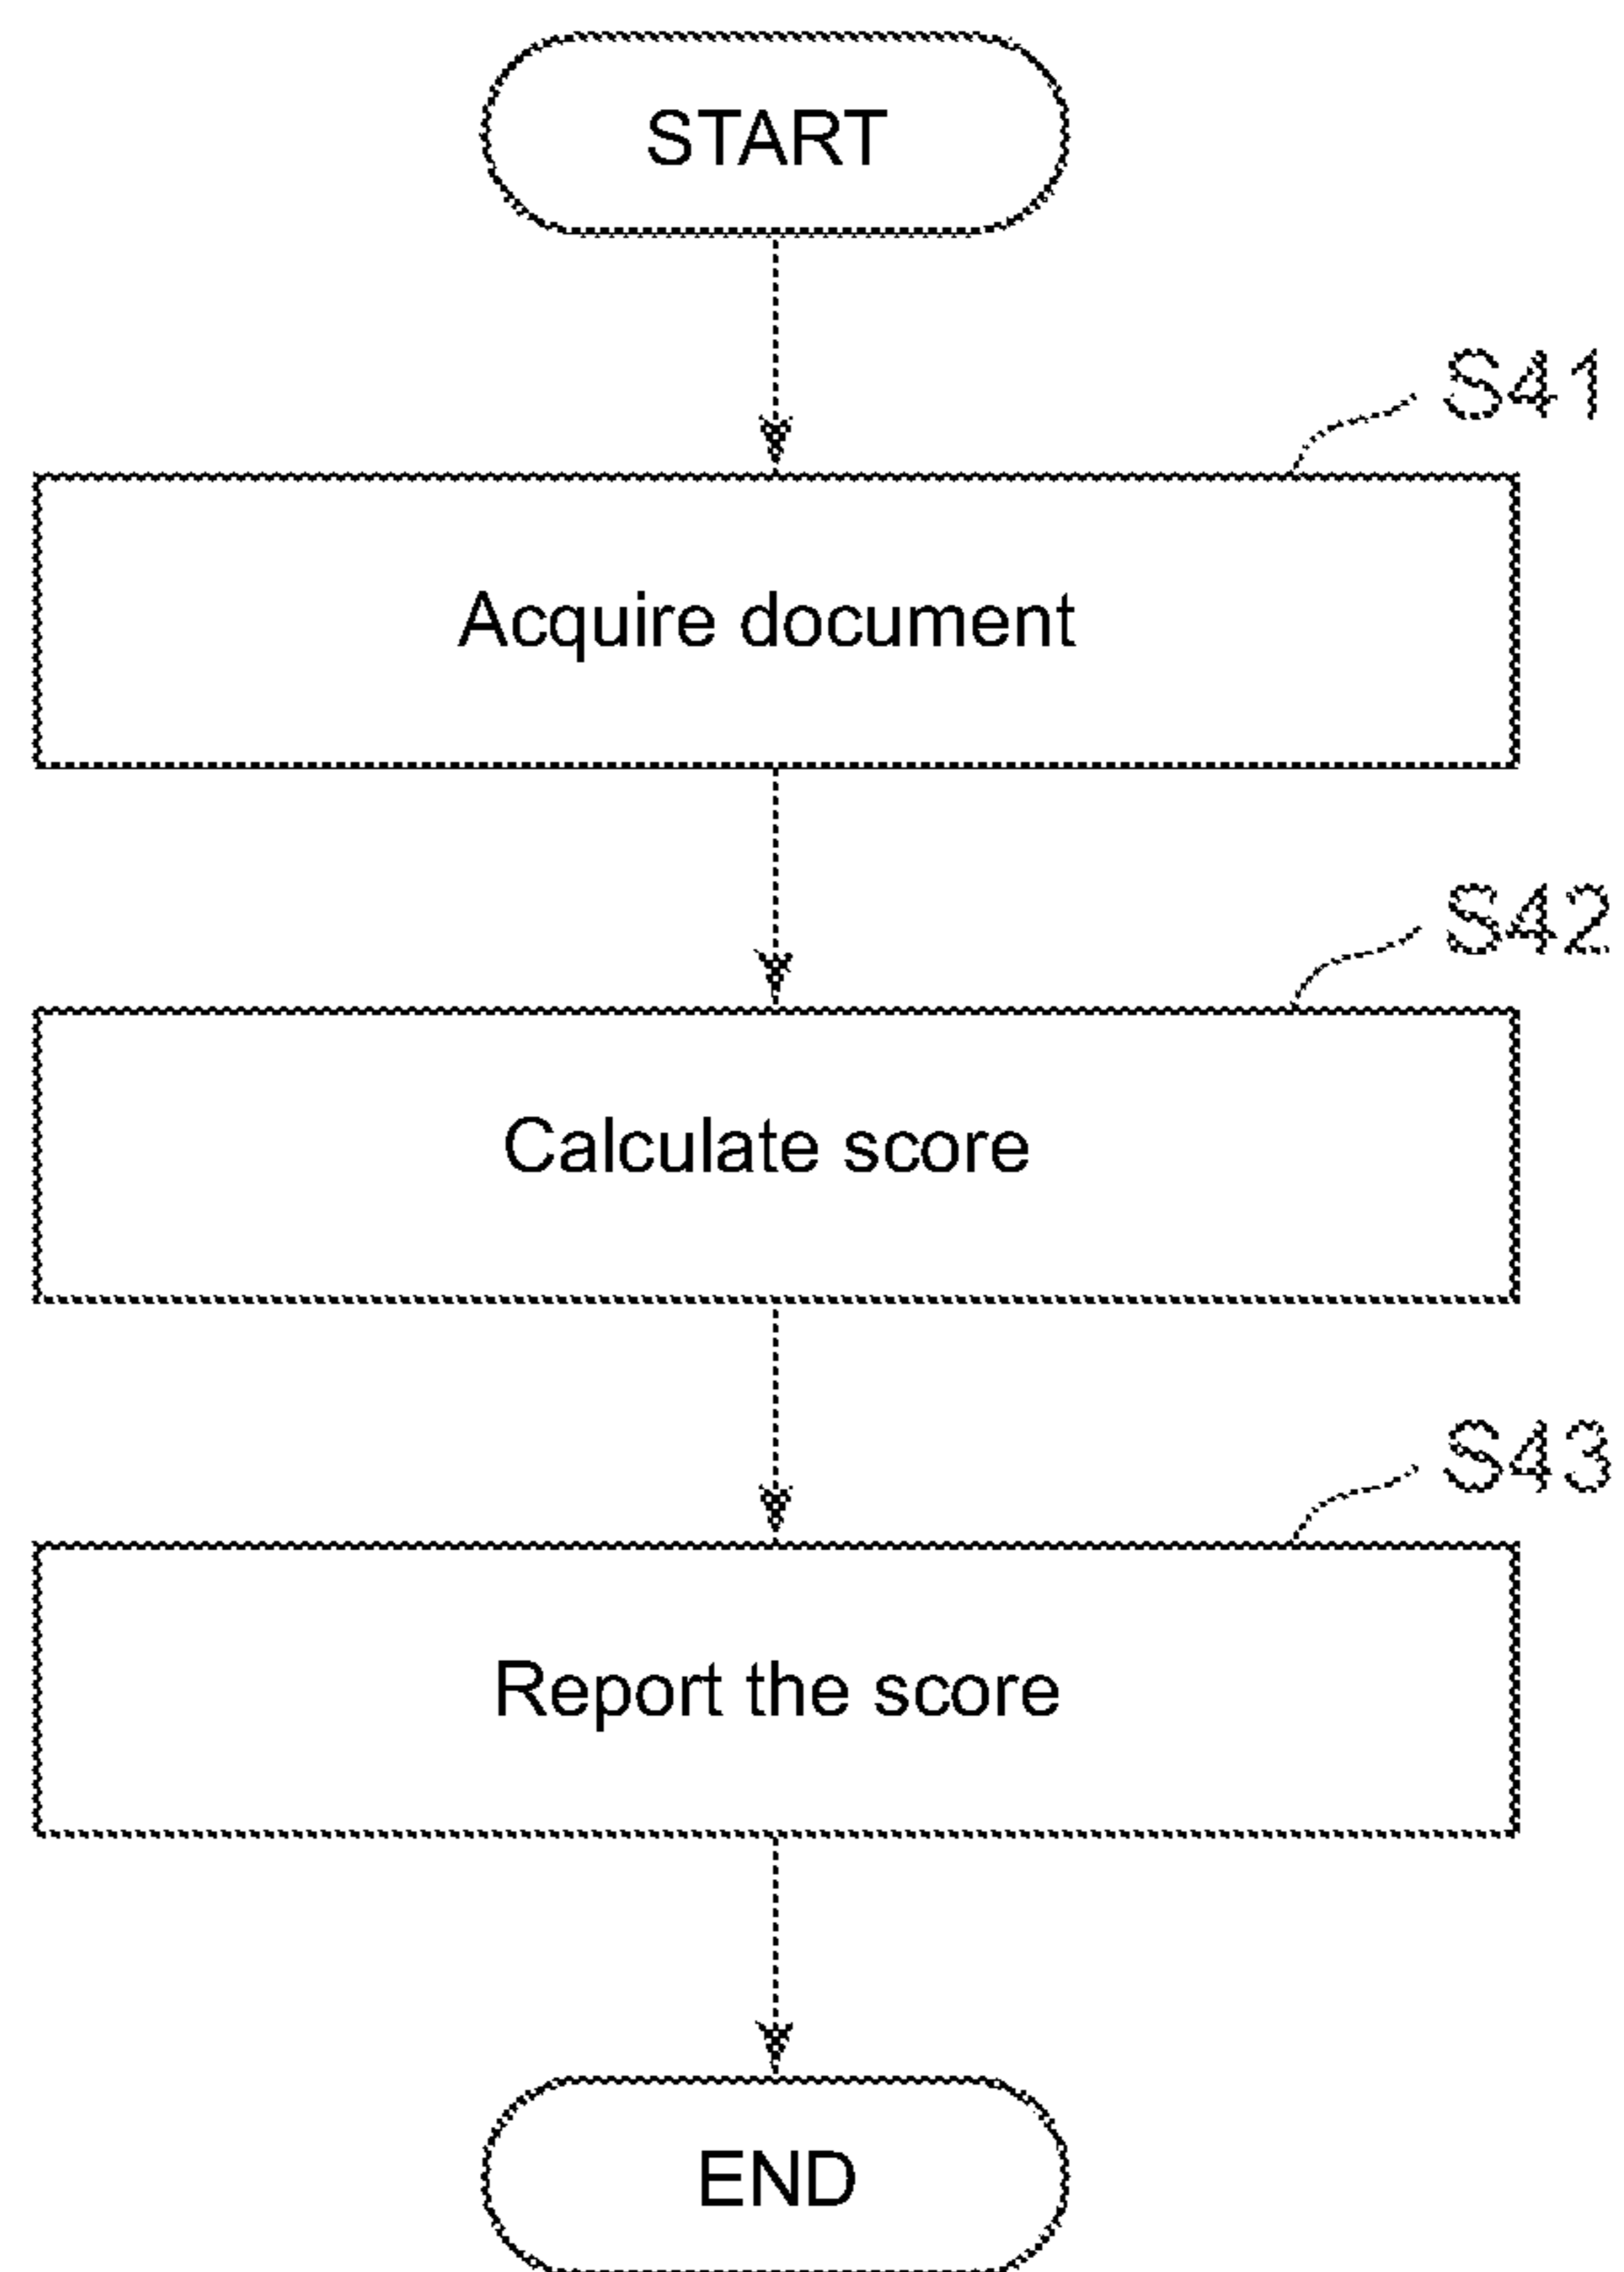 START
S41
Acquire document
S42
Calculate score
S43
Report the score
END